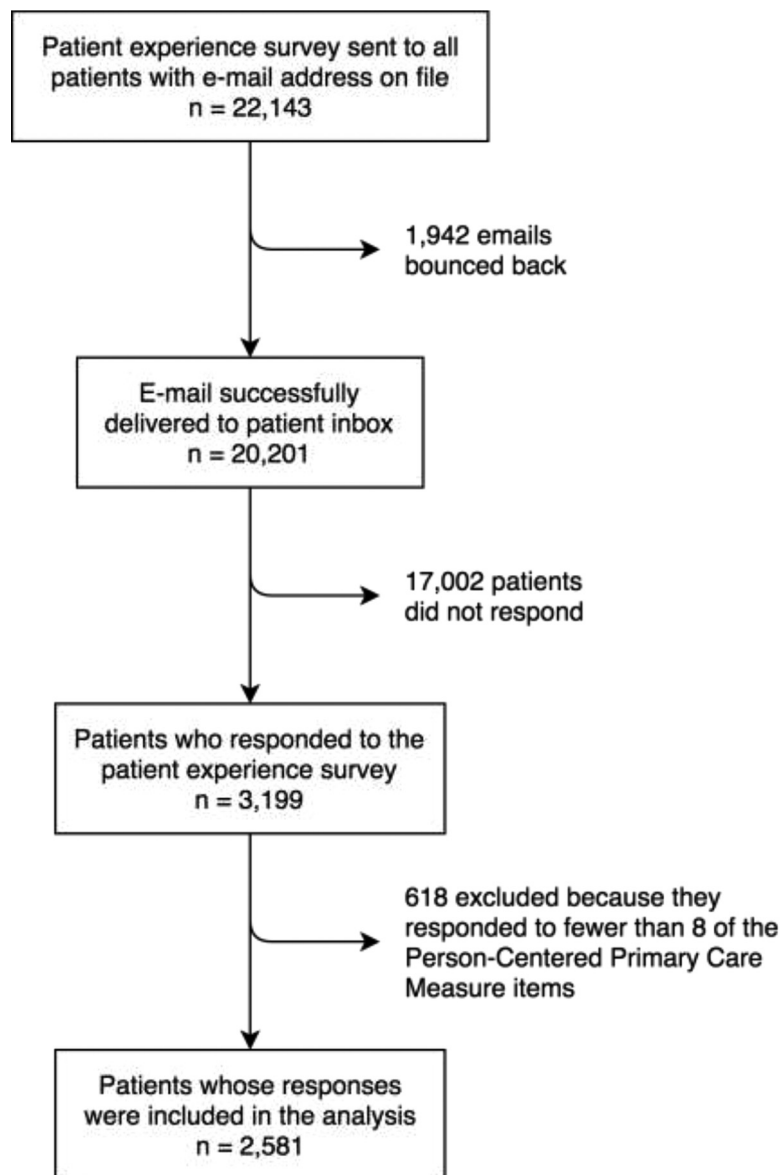 Patient experience survey sent to all
patients with e-mail address on file
n = 22,143
1,942 emails
bounced back
E-mail successfully
delivered to patient inbox
n = 20,201
17,002 patients
did not respond
Patients who responded to the
patient experience survey
n = 3,199
618 excluded because they
responded to fewer than 8 of the
Person-Centered Primary Care
Measure items
Patients whose responses
were included in the analysis
n = 2,581